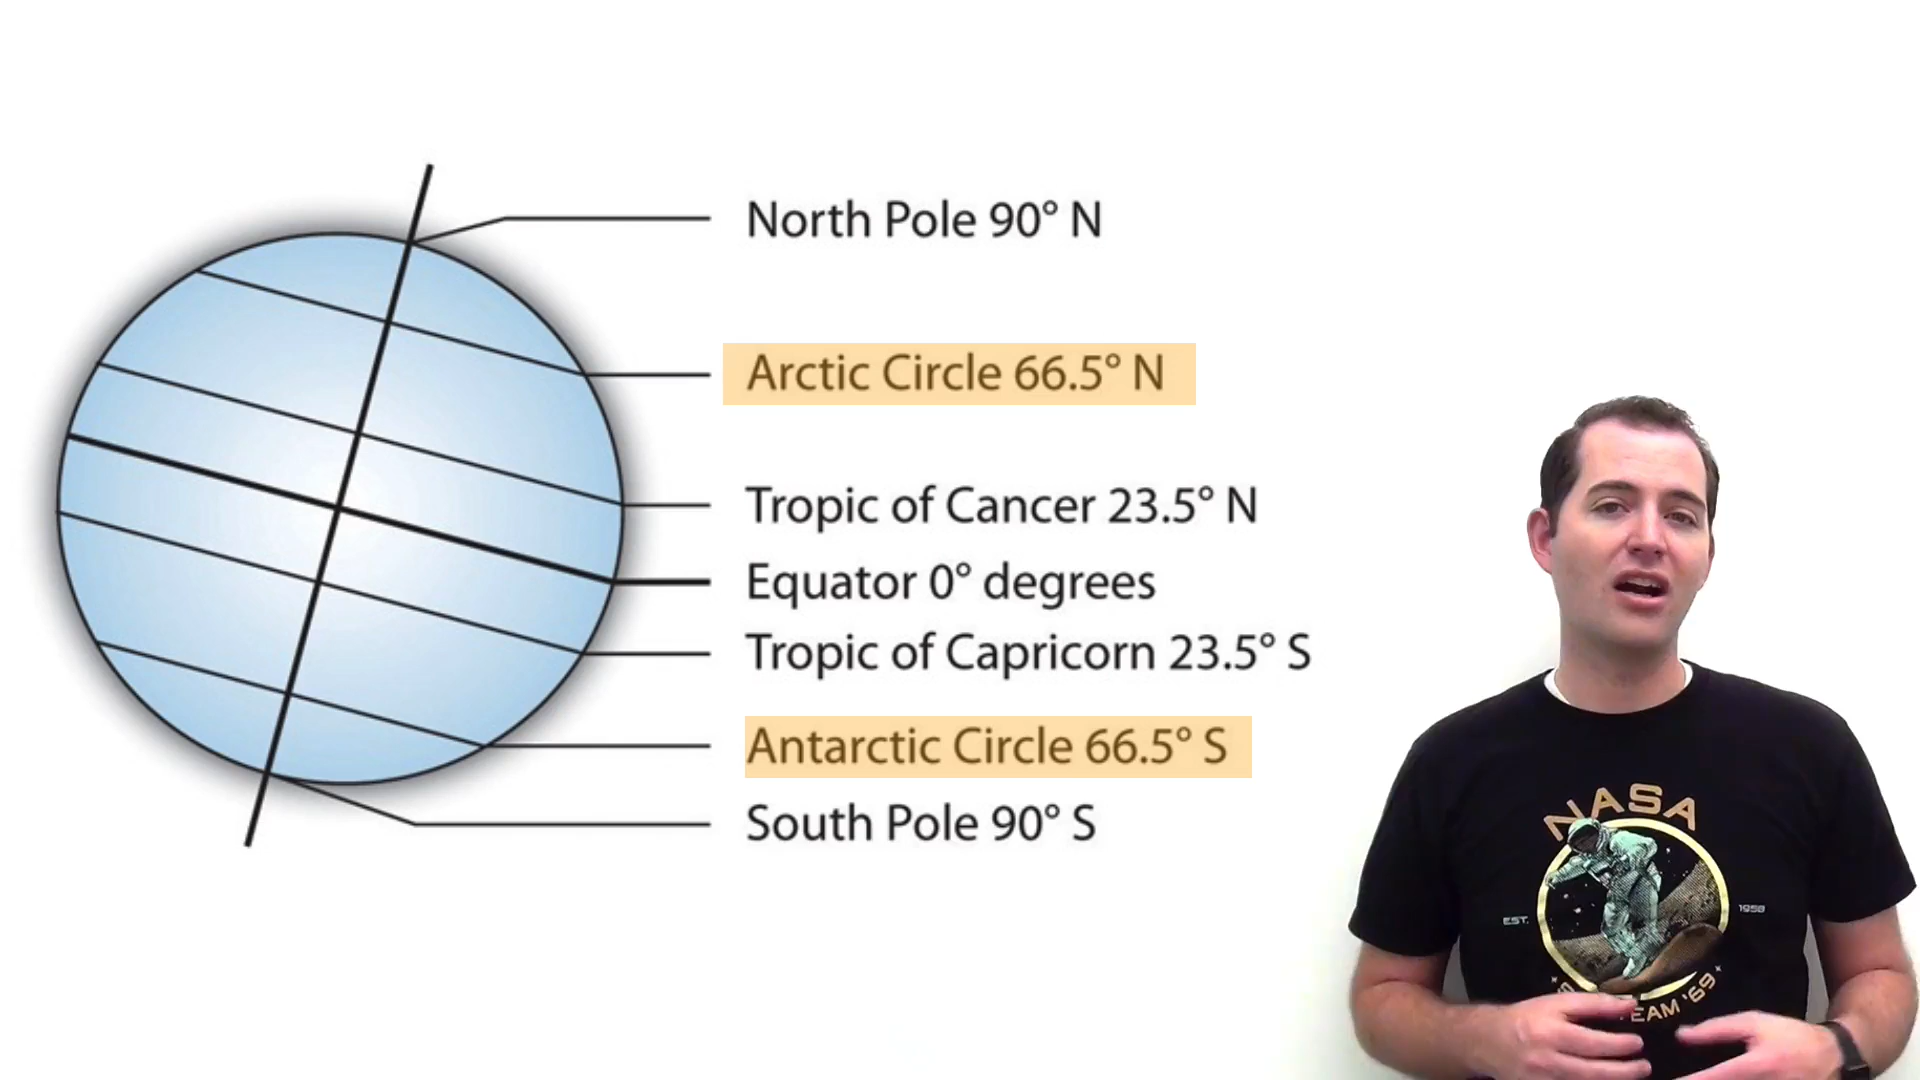 North Pole 90° N
Arctic Circle 66.5° N
Tropic of Cancer 23.5° N
Equator 0° degrees
Tropic of Capricorn 23.5° S
Antarctic Circle 66.5° S
South Pole 90° S
NASA
EST. 1958
'69